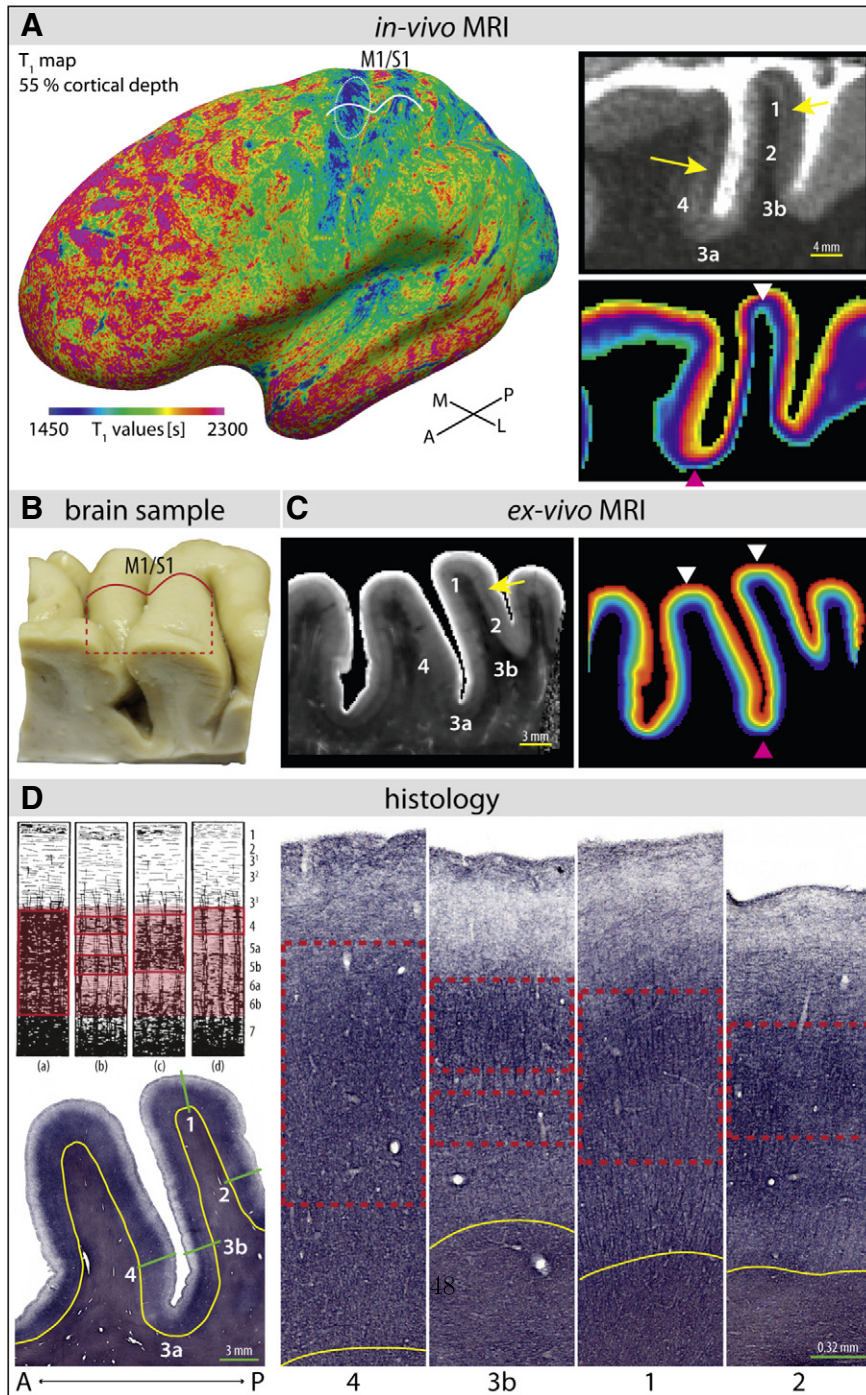 A in-vivo MRI
T1 map
55 % cortical depth
M1/S1
1450 T1 values [s] 2300
M P
A L
1
2
4 3b
3a
4 mm
B brain sample
M1/S1
C ex-vivo MRI
1
2
4 3b
3a
3 mm
D histology
1
2
3¹
3²
3¹
4
5a
5b
6a
6b
7
(a) (b) (c) (d)
1
2
3b
4
3a
3 mm
A P
48
0.32 mm
4 3b 1 2